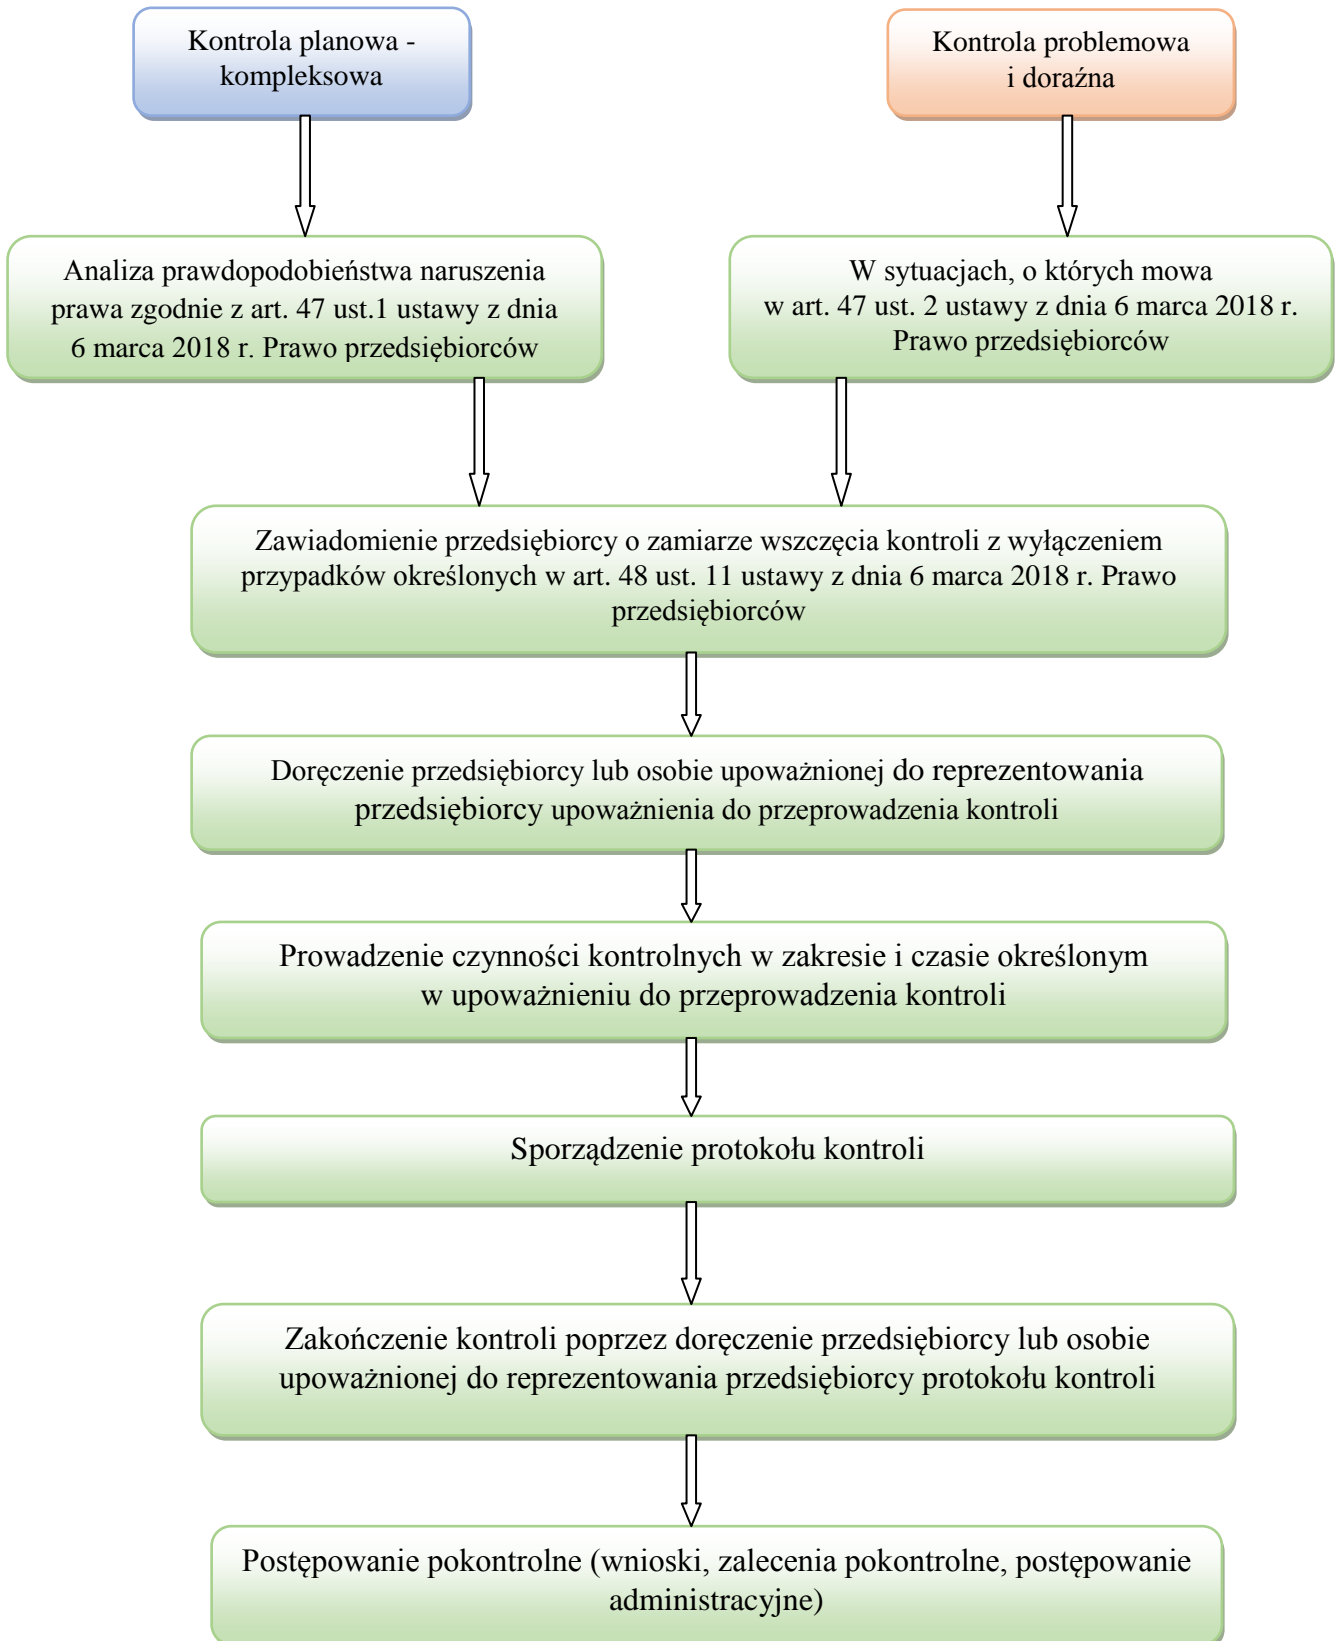 Kontrola planowa -
kompleksowa
Kontrola problemowa
i doraźna
Analiza prawdopodobieństwa naruszenia
prawa zgodnie z art. 47 ust.1 ustawy z dnia
6 marca 2018 r. Prawo przedsiębiorców
W sytuacjach, o których mowa
w art. 47 ust. 2 ustawy z dnia 6 marca 2018 r.
Prawo przedsiębiorców
Zawiadomienie przedsiębiorcy o zamiarze wszczęcia kontroli z wyłączeniem
przypadków określonych w art. 48 ust. 11 ustawy z dnia 6 marca 2018 r. Prawo
przedsiębiorców
Doręczenie przedsiębiorcy lub osobie upoważnionej do reprezentowania
przedsiębiorcy upoważnienia do przeprowadzenia kontroli
Prowadzenie czynności kontrolnych w zakresie i czasie określonym
w upoważnieniu do przeprowadzenia kontroli
Sporządzenie protokołu kontroli
Zakończenie kontroli poprzez doręczenie przedsiębiorcy lub osobie
upoważnionej do reprezentowania przedsiębiorcy protokołu kontroli
Postępowanie pokontrolne (wnioski, zalecenia pokontrolne, postępowanie
administracyjne)